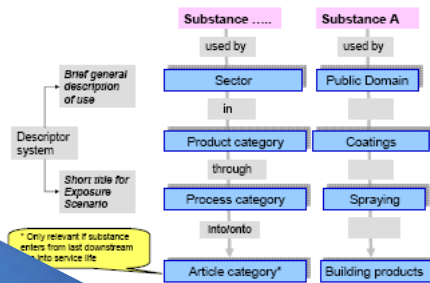 Substance .....
Substance A
used by
used by
Brief general
description
of use
Sector
Public Domain
in
Descriptor
system
Product category
Coatings
through
Short title for
Exposure
Scenario
Process category
Spraying
Into/onto
* Only relevant if substance
enters from last downstream
into service life
Article category*
Building products